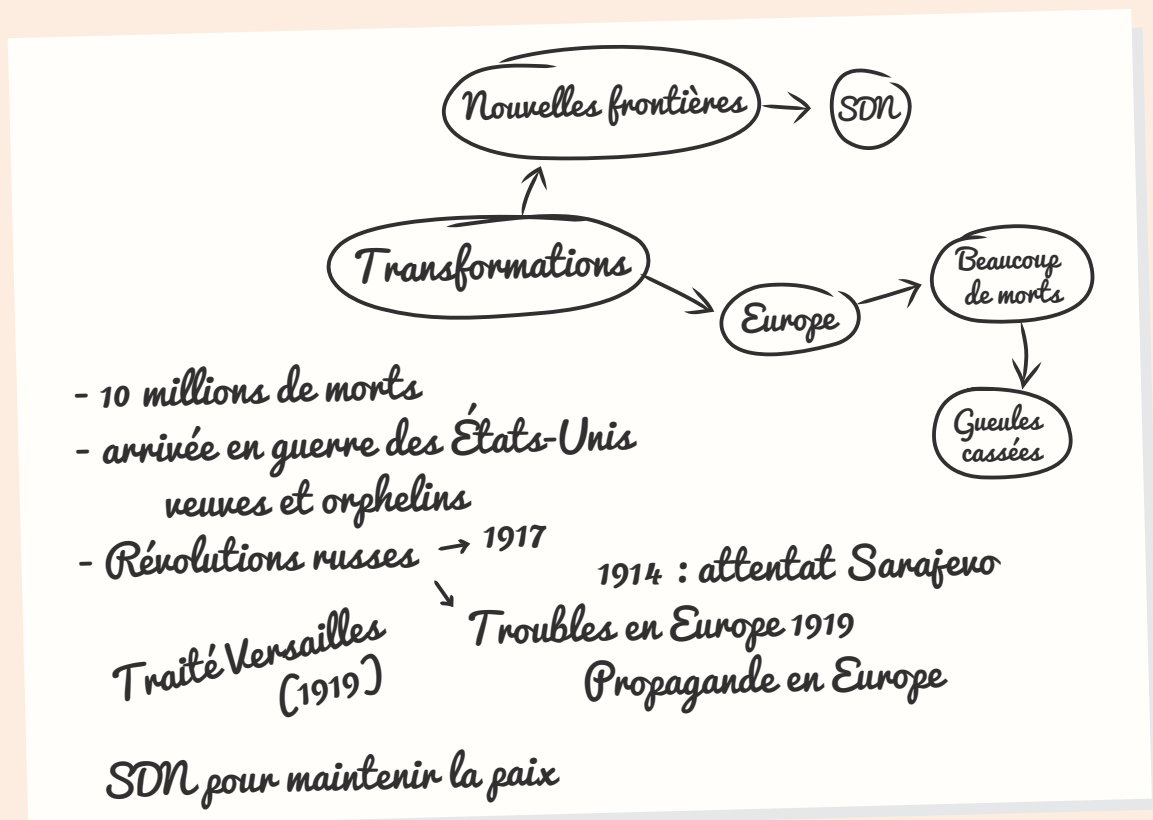 Nouvelles frontières
SDN
Transformations
Europe
Beaucoup
de morts
Gueules
cassées
- 10 millions de morts
- arrivée en guerre des États-Unis
veuves et orphelins
- Révolutions russes → 1917
1914 : attentat Sarajevo
Troubles en Europe 1919
Traité Versailles
(1919)
Propagande en Europe
SDN pour maintenir la paix